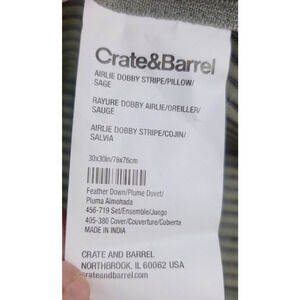 Crate&Barrel
AIRLIE DOBBY STRIPE/PILLOW/
SAGE
RAYURE DOBBY AIRLIE/OREILLER/
SAUGE
AIRLIE DOBBY STRIPE/COJIN/
SALVIA
30x30in/76x76cm
Feather Down/Plume Duvet/
Pluma Almohada
456-719 Set/Ensemble/Juego
405-380 Cover/Couverture/Cubierta
MADE IN INDIA
CRATE AND BARREL
NORTHBROOK, IL 60062 USA
crateandbarrel.com